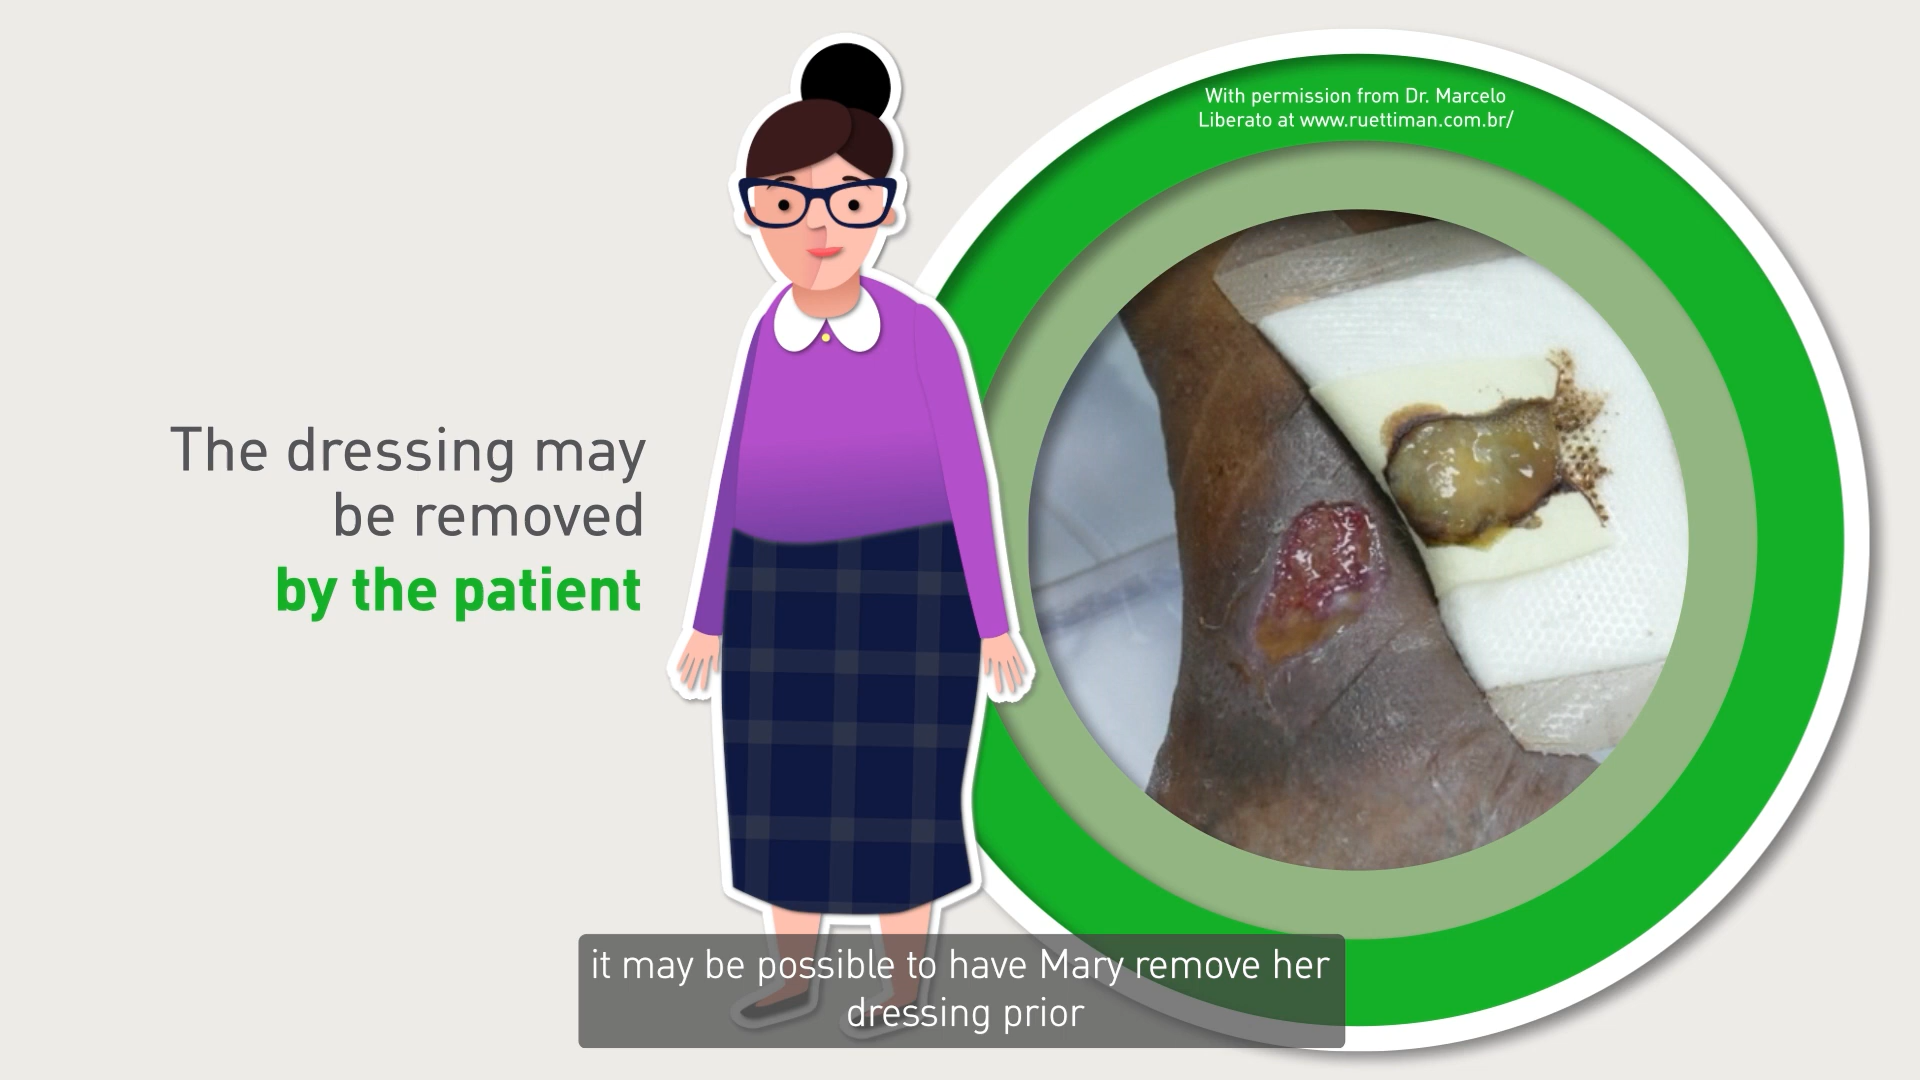 With permission from Dr. Marcelo
Liberato at www.ruettiman.com.br/
The dressing may
be removed
by the patient
it may be possible to have Mary remove her
dressing prior